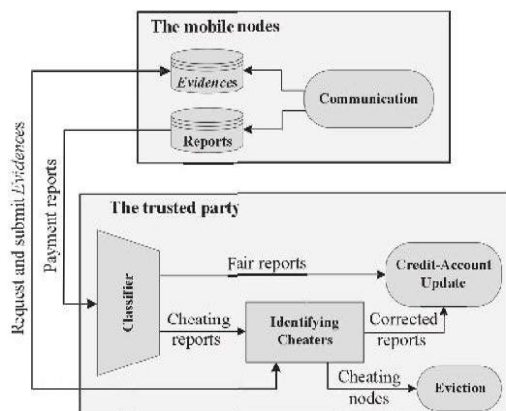 The mobile nodes
Evidences
Communication
Reports
Request and submit Evidences
Payment reports
The trusted party
Classifier
Fair reports
Credit-Account
Update
Cheating
reports
Identifying
Cheaters
Corrected
reports
Cheating
nodes
Eviction